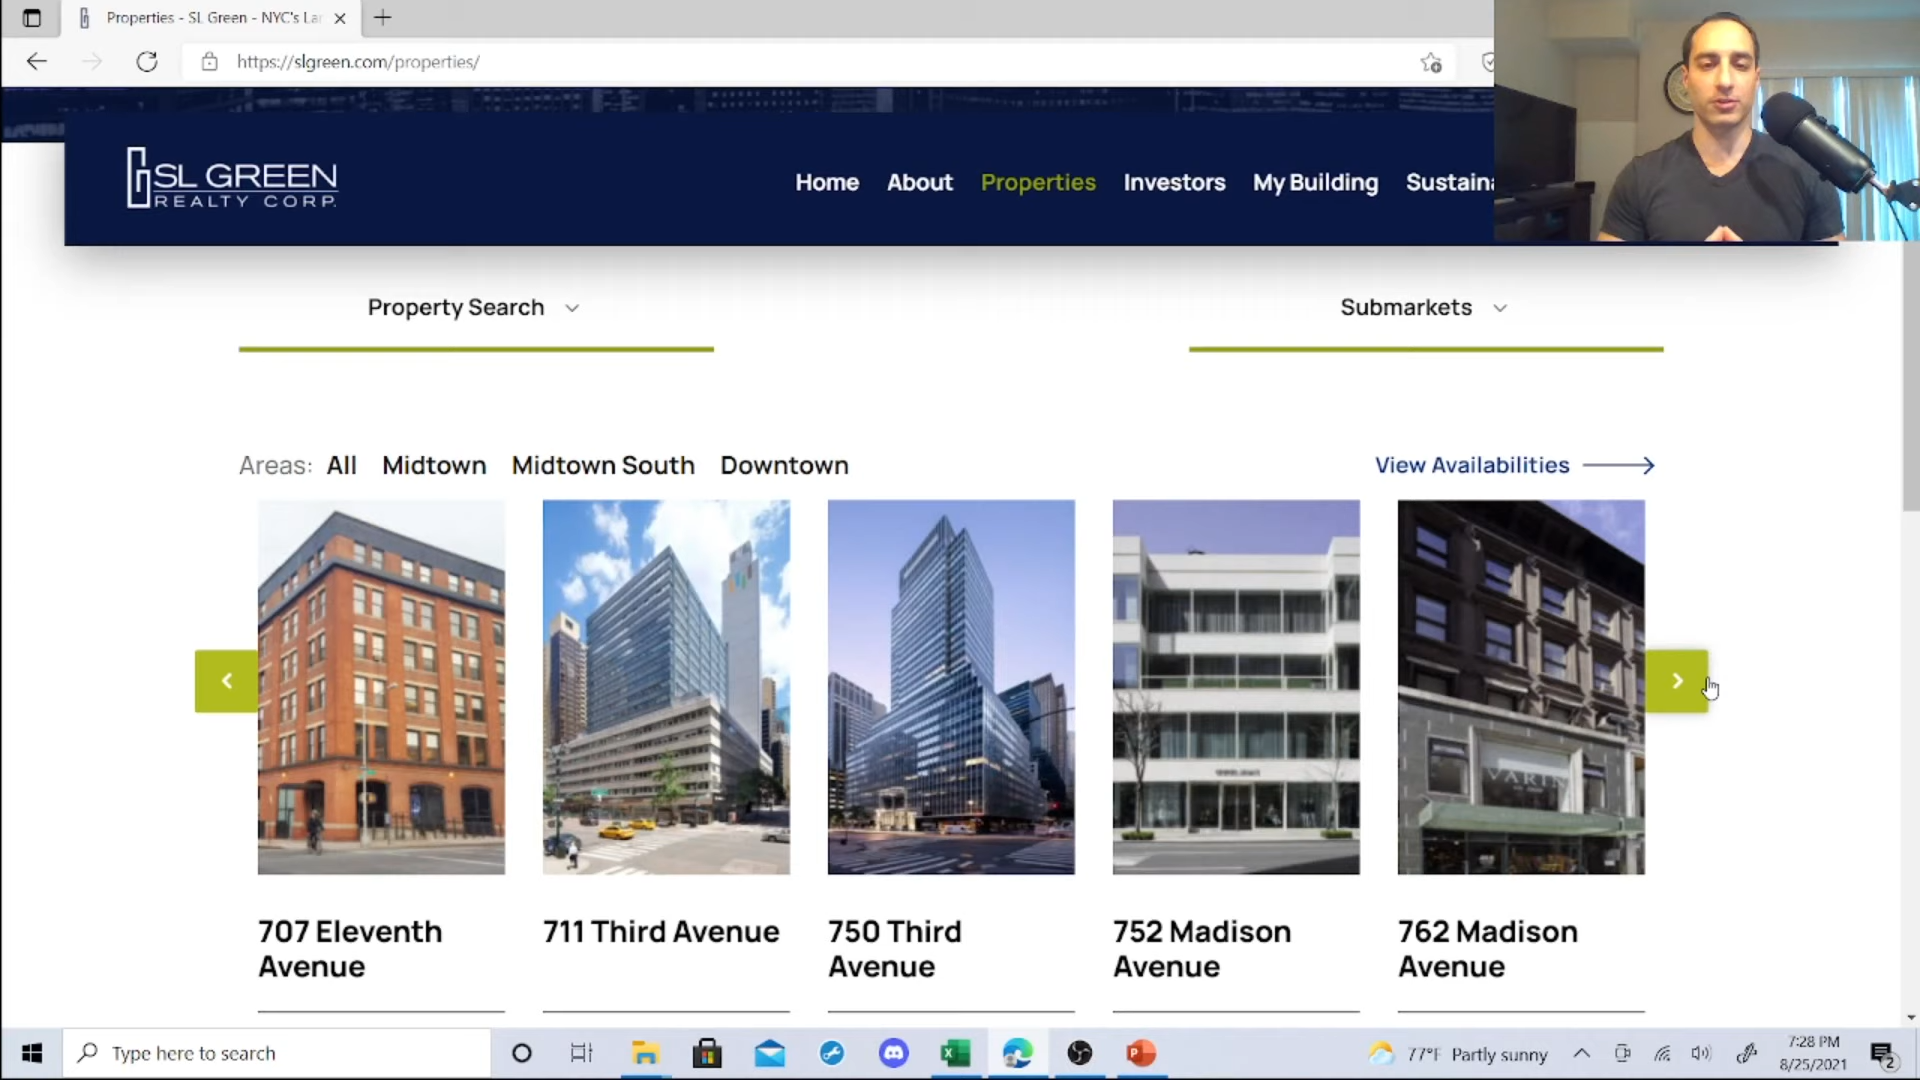 Properties - SL Green - NYC's La
https://slgreen.com/properties/
SL GREEN
REALTY CORP.
Home About Properties Investors My Building Sustaina
Property Search
Submarkets
Areas: All Midtown Midtown South Downtown
View Availabilities
707 Eleventh
Avenue
711 Third Avenue
750 Third
Avenue
752 Madison
Avenue
762 Madison
Avenue
Type here to search
77°F Partly sunny
7:28 PM
8/25/2021
2